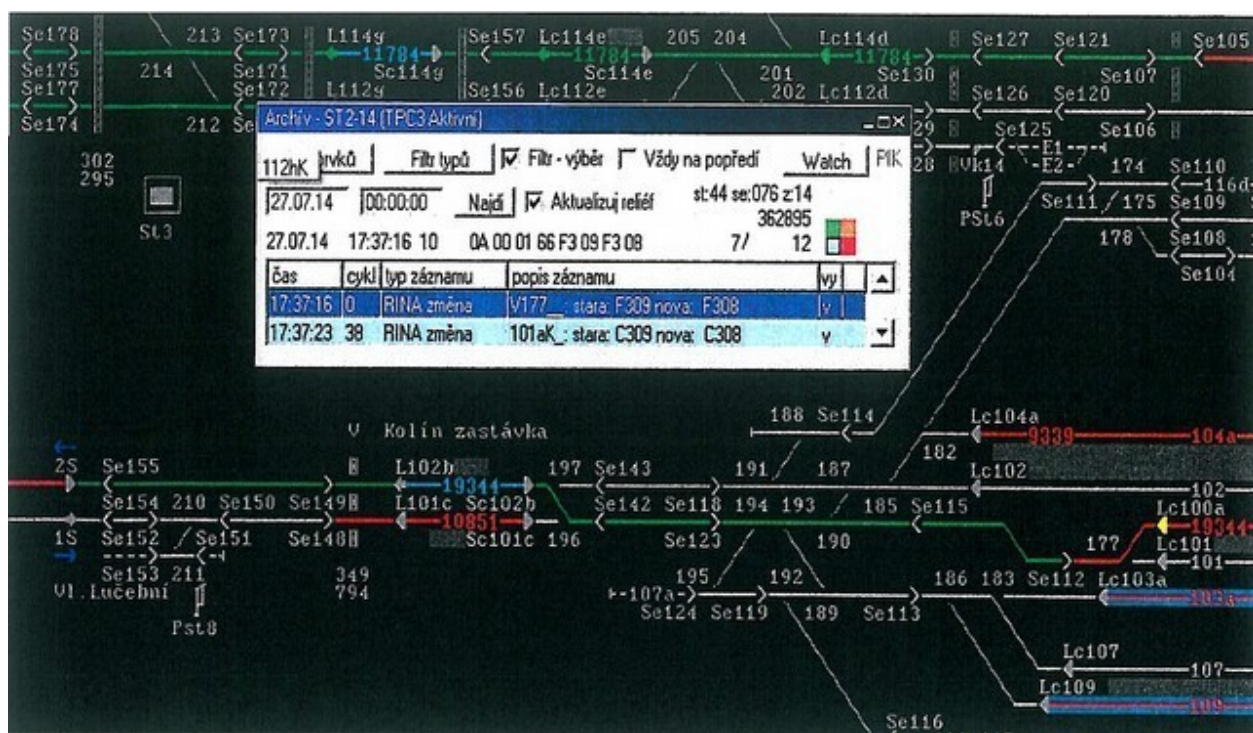 Se178 213 Se173 L114g Se157 Lc114e 205 204 Lc114d Se127 Se121 Se105
11784 11784 11784
Se175 214 Se171 Sc114g Sc114e 201 Se130 Se107
Se177 Se172 L112g Se156 Lc112e 202 Lc112d Se126 Se120
Se174 212 Se 29 Se125 Se106
Archív - ST2-14 (TPC3 Aktivní)
302
295
St3
112hK rvků Filtr typů Filtr - výběr Vždy na popředí Watch PIK
28 Vk14 E1
E2 174 Se110
116d
PSt6 Se111 175 Se109
178 Se108
Se104
27.07.14 00:00:00 Najdi Aktualizuj reliéf st:44 se:076 z:14
362895
27.07.14 17:37:16 10 0A 00 01 66 F3 09 F3 08 7/ 12
čas cykl typ záznamu popis záznamu vy
17:37:16 0 RINA změna V177__: stara: F309 nova: F308 v
17:37:23 38 RINA změna 101aK_: stara: C309 nova: C308 v
188 Se114 Lc104a
V Kolín zastávka 9339 104a
182
2S Se155 L102b 197 Se143 191 187 Lc102
19344 102
Se154 210 Se150 Se149 L101c Sc102b Se142 Se118 194 193 185 Se115 Lc100a
10851 19344
1S Se152 Se151 Se148 Sc101c 196 Se123 190 177 Lc101
101
Se153 211 349 195 192 186 183 Se112 Lc103a
Vl.Lučební 794 107a 103a
Se124 Se119 189 Se113
Pst8
Lc107
107
Lc109
109
Se116